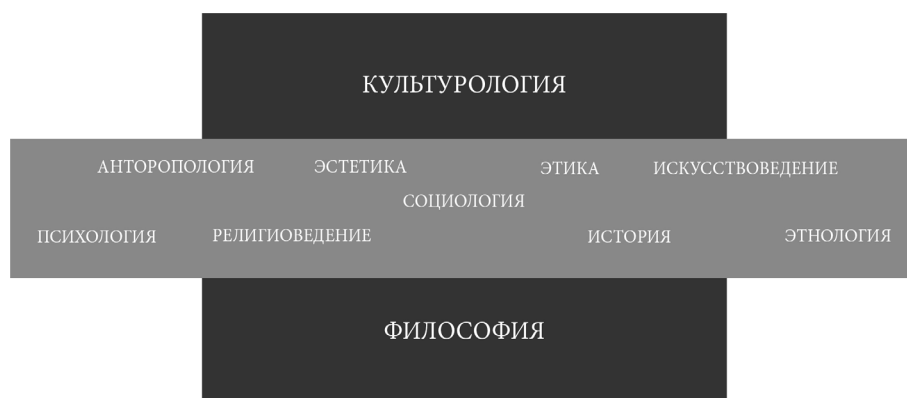 КУЛЬТУРОЛОГИЯ
АНТОРОПОЛОГИЯ ЭСТЕТИКА ЭТИКА ИСКУССТВОВЕДЕНИЕ
СОЦИОЛОГИЯ
ПСИХОЛОГИЯ РЕЛИГИОВЕДЕНИЕ ИСТОРИЯ ЭТНОЛОГИЯ
ФИЛОСОФИЯ